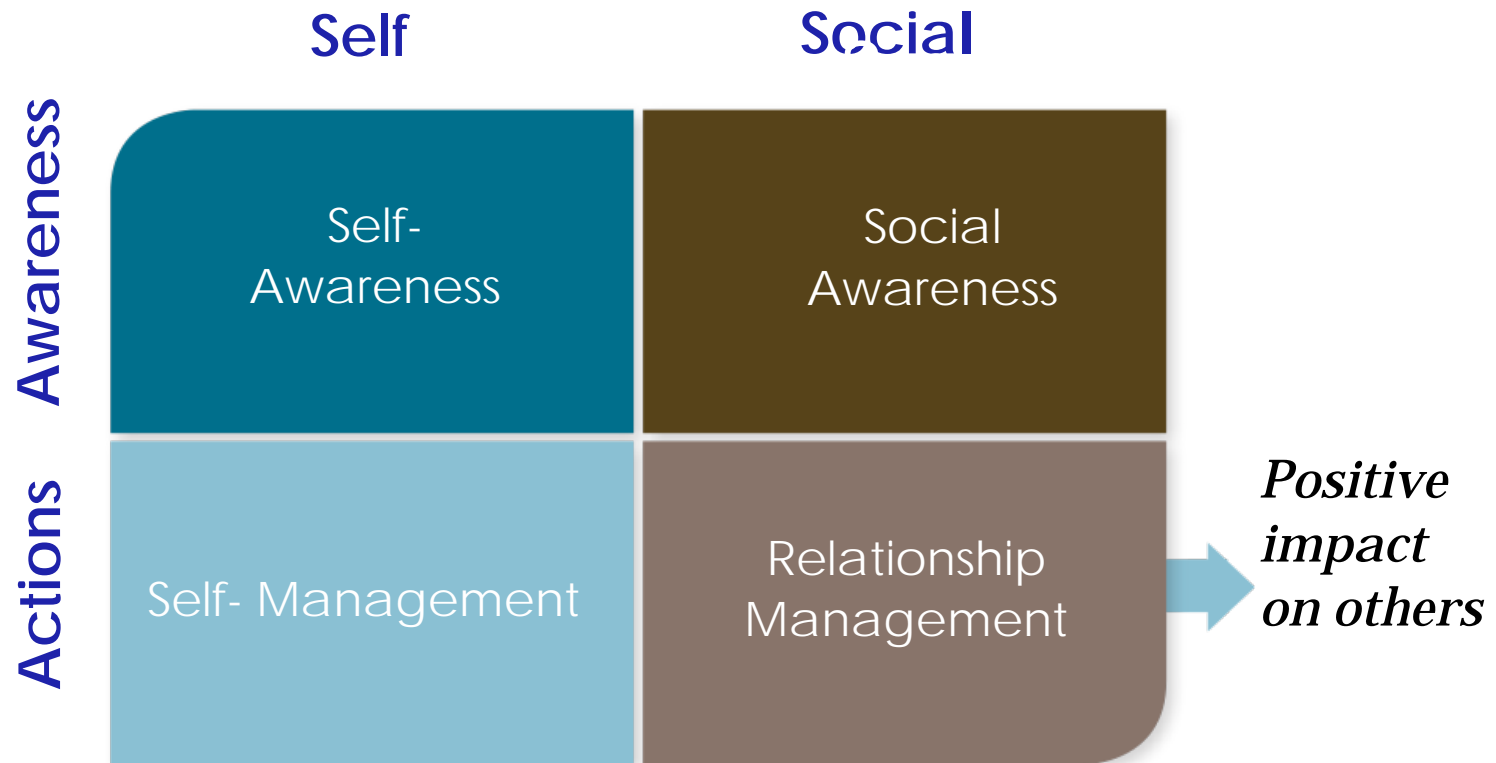 Self
Social
Awareness
Self-
Awareness
Social
Awareness
Actions
Self- Management
Relationship
Management
Positive
impact
on others